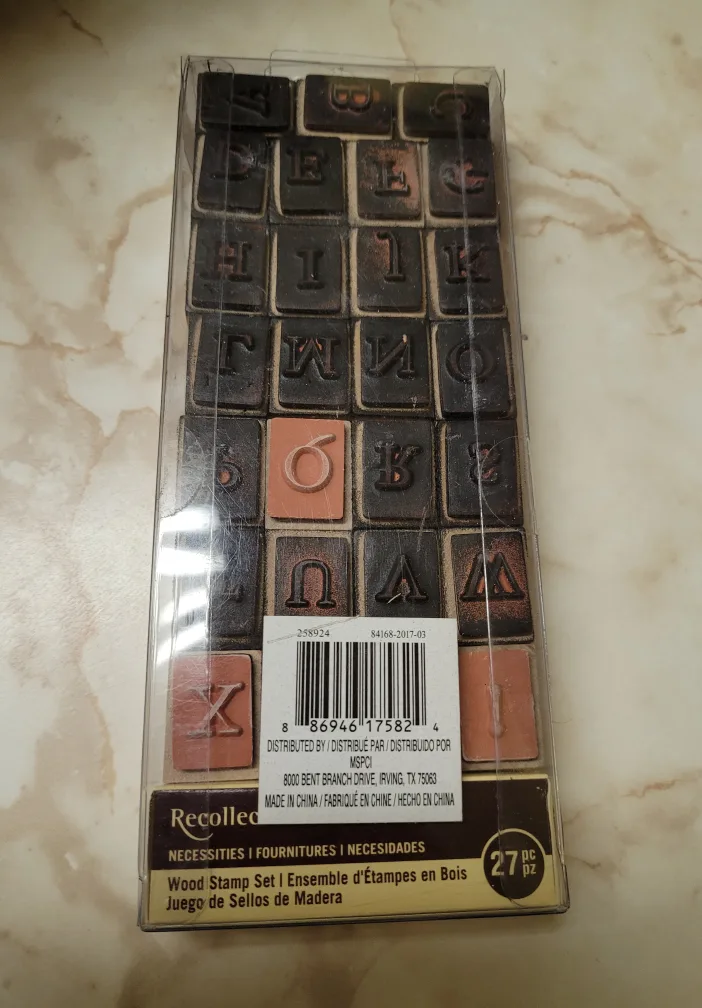 A B C
D E F G
H I J K
L M N O
P Q R S
T U V W
X !
258924 84168-2017-03
8 86946 17582 4
DISTRIBUTED BY / DISTRIBUÉ PAR / DISTRIBUIDO POR
MSPCI
8000 BENT BRANCH DRIVE, IRVING, TX 75063
MADE IN CHINA / FABRIQUÉ EN CHINE / HECHO EN CHINA
Recollec
NECESSITIES | FOURNITURES | NECESIDADES
27 pc
pz
Wood Stamp Set | Ensemble d'Étampes en Bois
Juego de Sellos de Madera